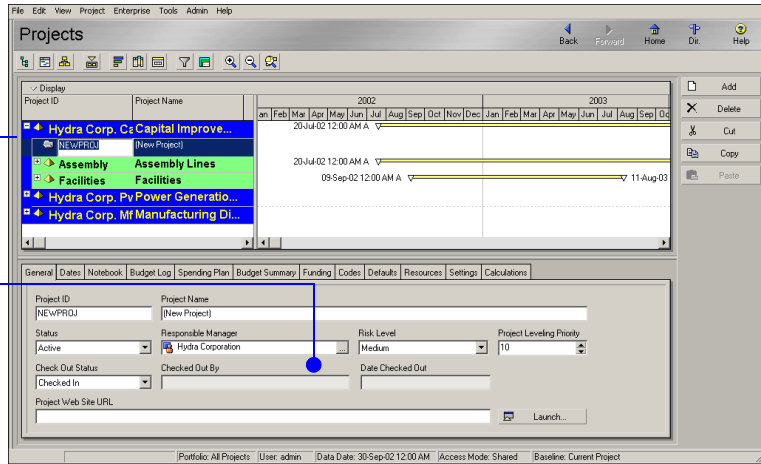 File Edit View Project Enterprise Tools Admin Help
Projects
Back Forward Home Dir. Help
Display
Project ID Project Name
2002 2003
an Feb Mar Apr May Jun Jul Aug Sep Oct Nov Dec Jan Feb Mar Apr May Jun Jul Aug Sep Oc
Hydra Corp. Ca Capital Improve...
20-Jul-02 12:00 AM A
NEWPROJ (New Project)
Assembly Assembly Lines
20-Jul-02 12:00 AM A
Facilities Facilities
09-Sep-02 12:00 AM A 11-Aug-03
Hydra Corp. Pv Power Generatio...
Hydra Corp. Mf Manufacturing Di...
Add
Delete
Cut
Copy
Paste
General Dates Notebook Budget Log Spending Plan Budget Summary Funding Codes Defaults Resources Settings Calculations
Project ID Project Name
NEWPROJ (New Project)
Status Responsible Manager Risk Level Project Leveling Priority
Active Hydra Corporation ... Medium 10
Check Out Status Checked Out By Date Checked Out
Checked In
Project Web Site URL
Launch...
Portfolio: All Projects User: admin Data Date: 30-Sep-02 12:00 AM Access Mode: Shared Baseline: Current Project